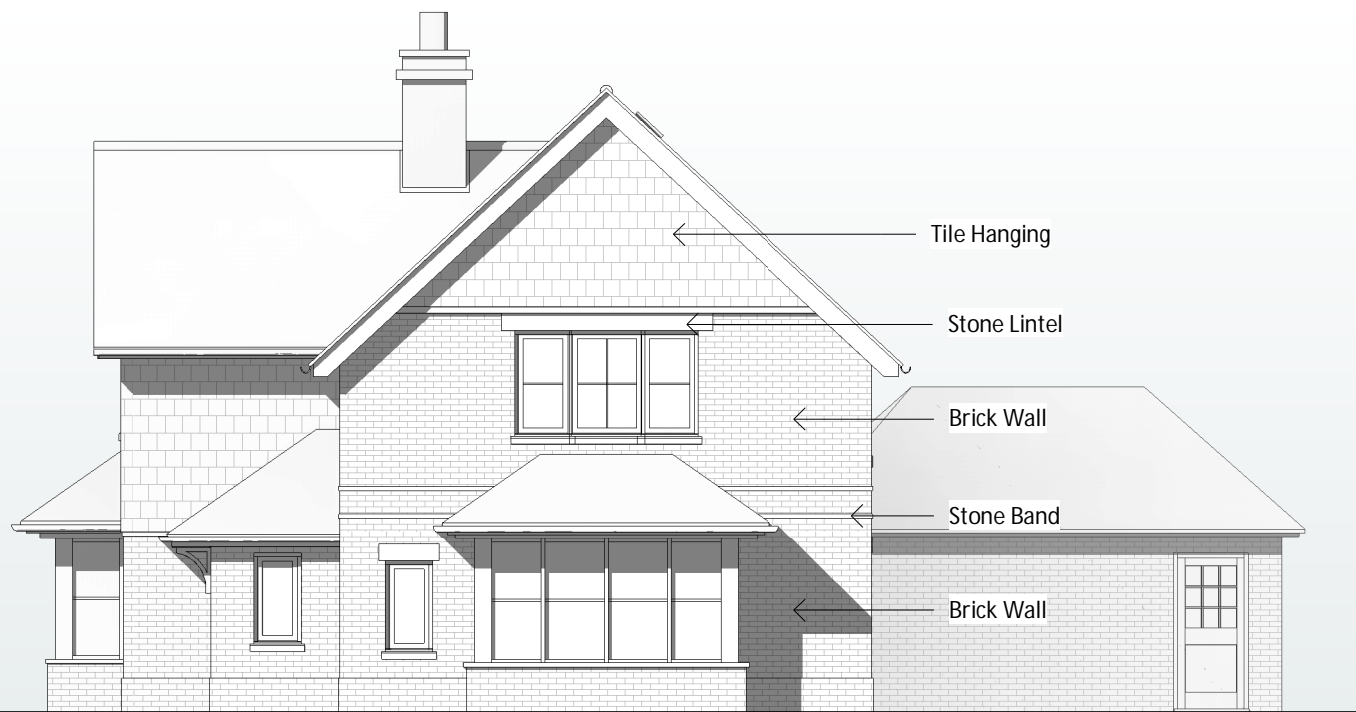 Tile Hanging
Stone Lintel
Brick Wall
Stone Band
Brick Wall